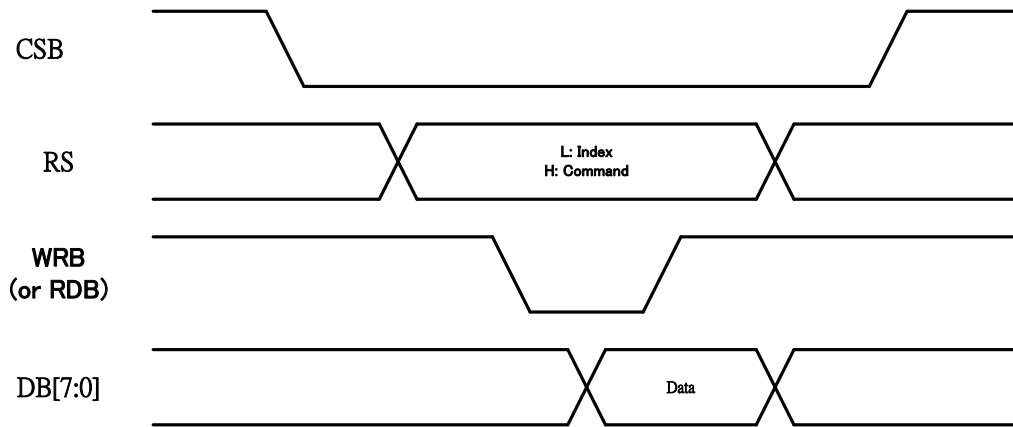 CSB
RS
L: Index
H: Command
WRB
(or RDB)
DB[7:0]
Data